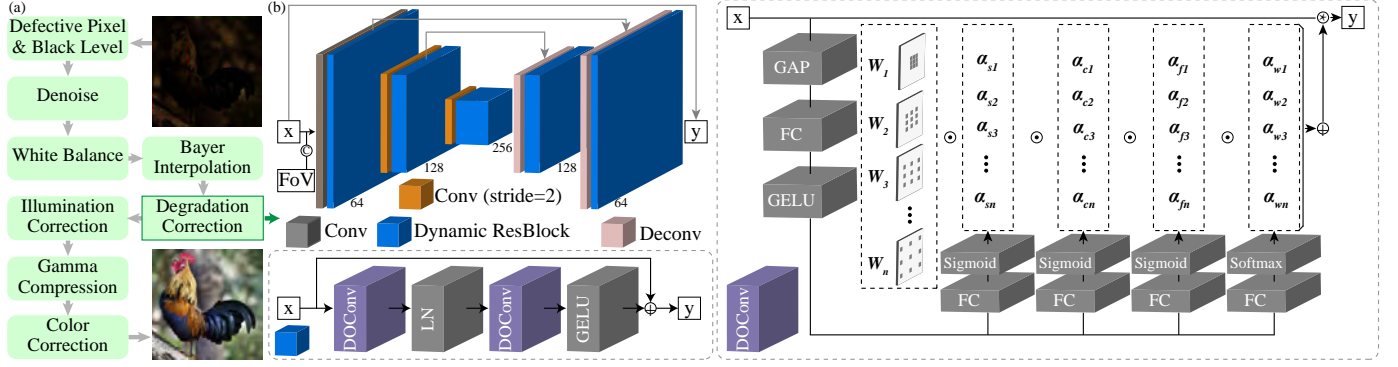 (a)
Defective Pixel
& Black Level
Denoise
White Balance
Bayer
Interpolation
Illumination
Correction
Degradation
Correction
Gamma
Compression
Color
Correction
(b)
x
©
FoV
y
64
128
256
128
64
Conv (stride=2)
Conv
Dynamic ResBlock
Deconv
x
DOConv
LN
DOConv
GELU
y
x
y
GAP
FC
GELU
W1
W2
W3
Wn
αs1
αs2
αs3
αsn
αc1
αc2
αc3
αcn
αf1
αf2
αf3
αfn
αw1
αw2
αw3
αwn
Sigmoid
Sigmoid
Sigmoid
Softmax
FC
FC
FC
FC
DOConv